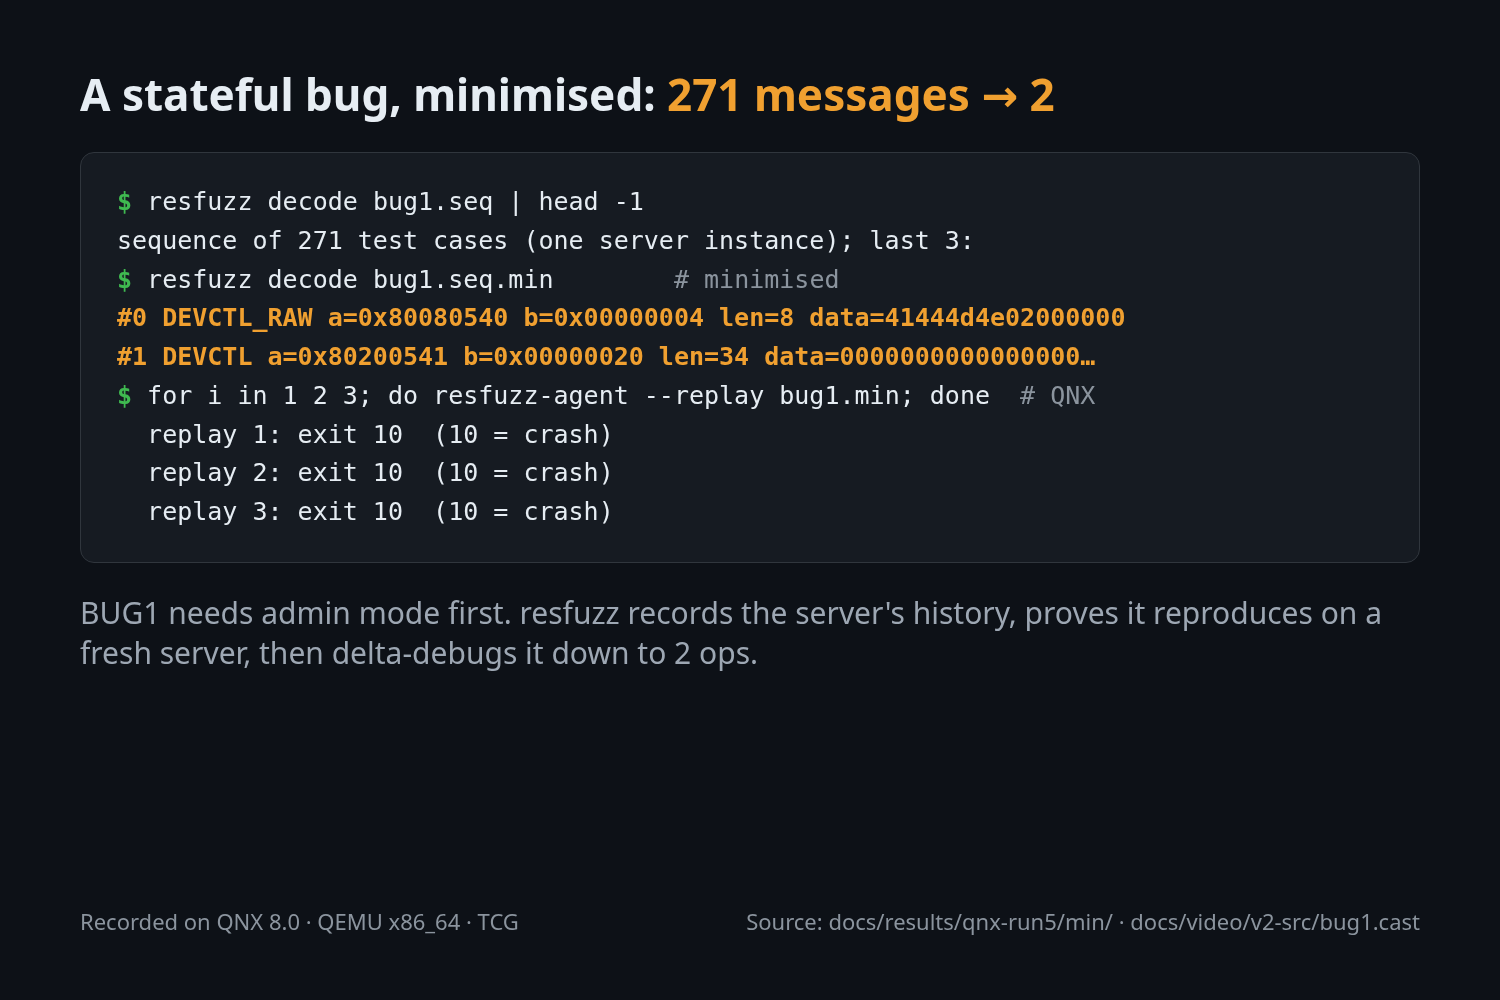 A stateful bug, minimised: 271 messages → 2
$ resfuzz decode bug1.seq | head -1
sequence of 271 test cases (one server instance); last 3:
$ resfuzz decode bug1.seq.min        # minimised
#0 DEVCTL_RAW a=0x80080540 b=0x00000004 len=8 data=41444d4e02000000
#1 DEVCTL a=0x80200541 b=0x00000020 len=34 data=0000000000000000…
$ for i in 1 2 3; do resfuzz-agent --replay bug1.min; done  # QNX
  replay 1: exit 10  (10 = crash)
  replay 2: exit 10  (10 = crash)
  replay 3: exit 10  (10 = crash)
BUG1 needs admin mode first. resfuzz records the server's history, proves it reproduces on a
fresh server, then delta-debugs it down to 2 ops.
Recorded on QNX 8.0 · QEMU x86_64 · TCG
Source: docs/results/qnx-run5/min/ · docs/video/v2-src/bug1.cast